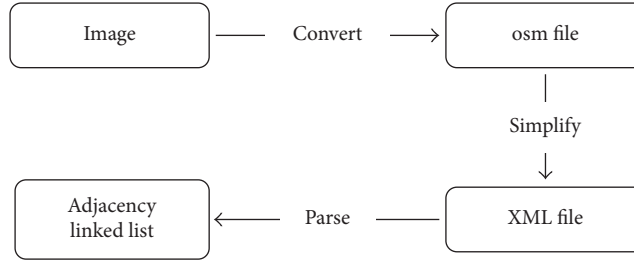 Image
Convert
osm file
Simplify
XML file
Parse
Adjacency
linked list